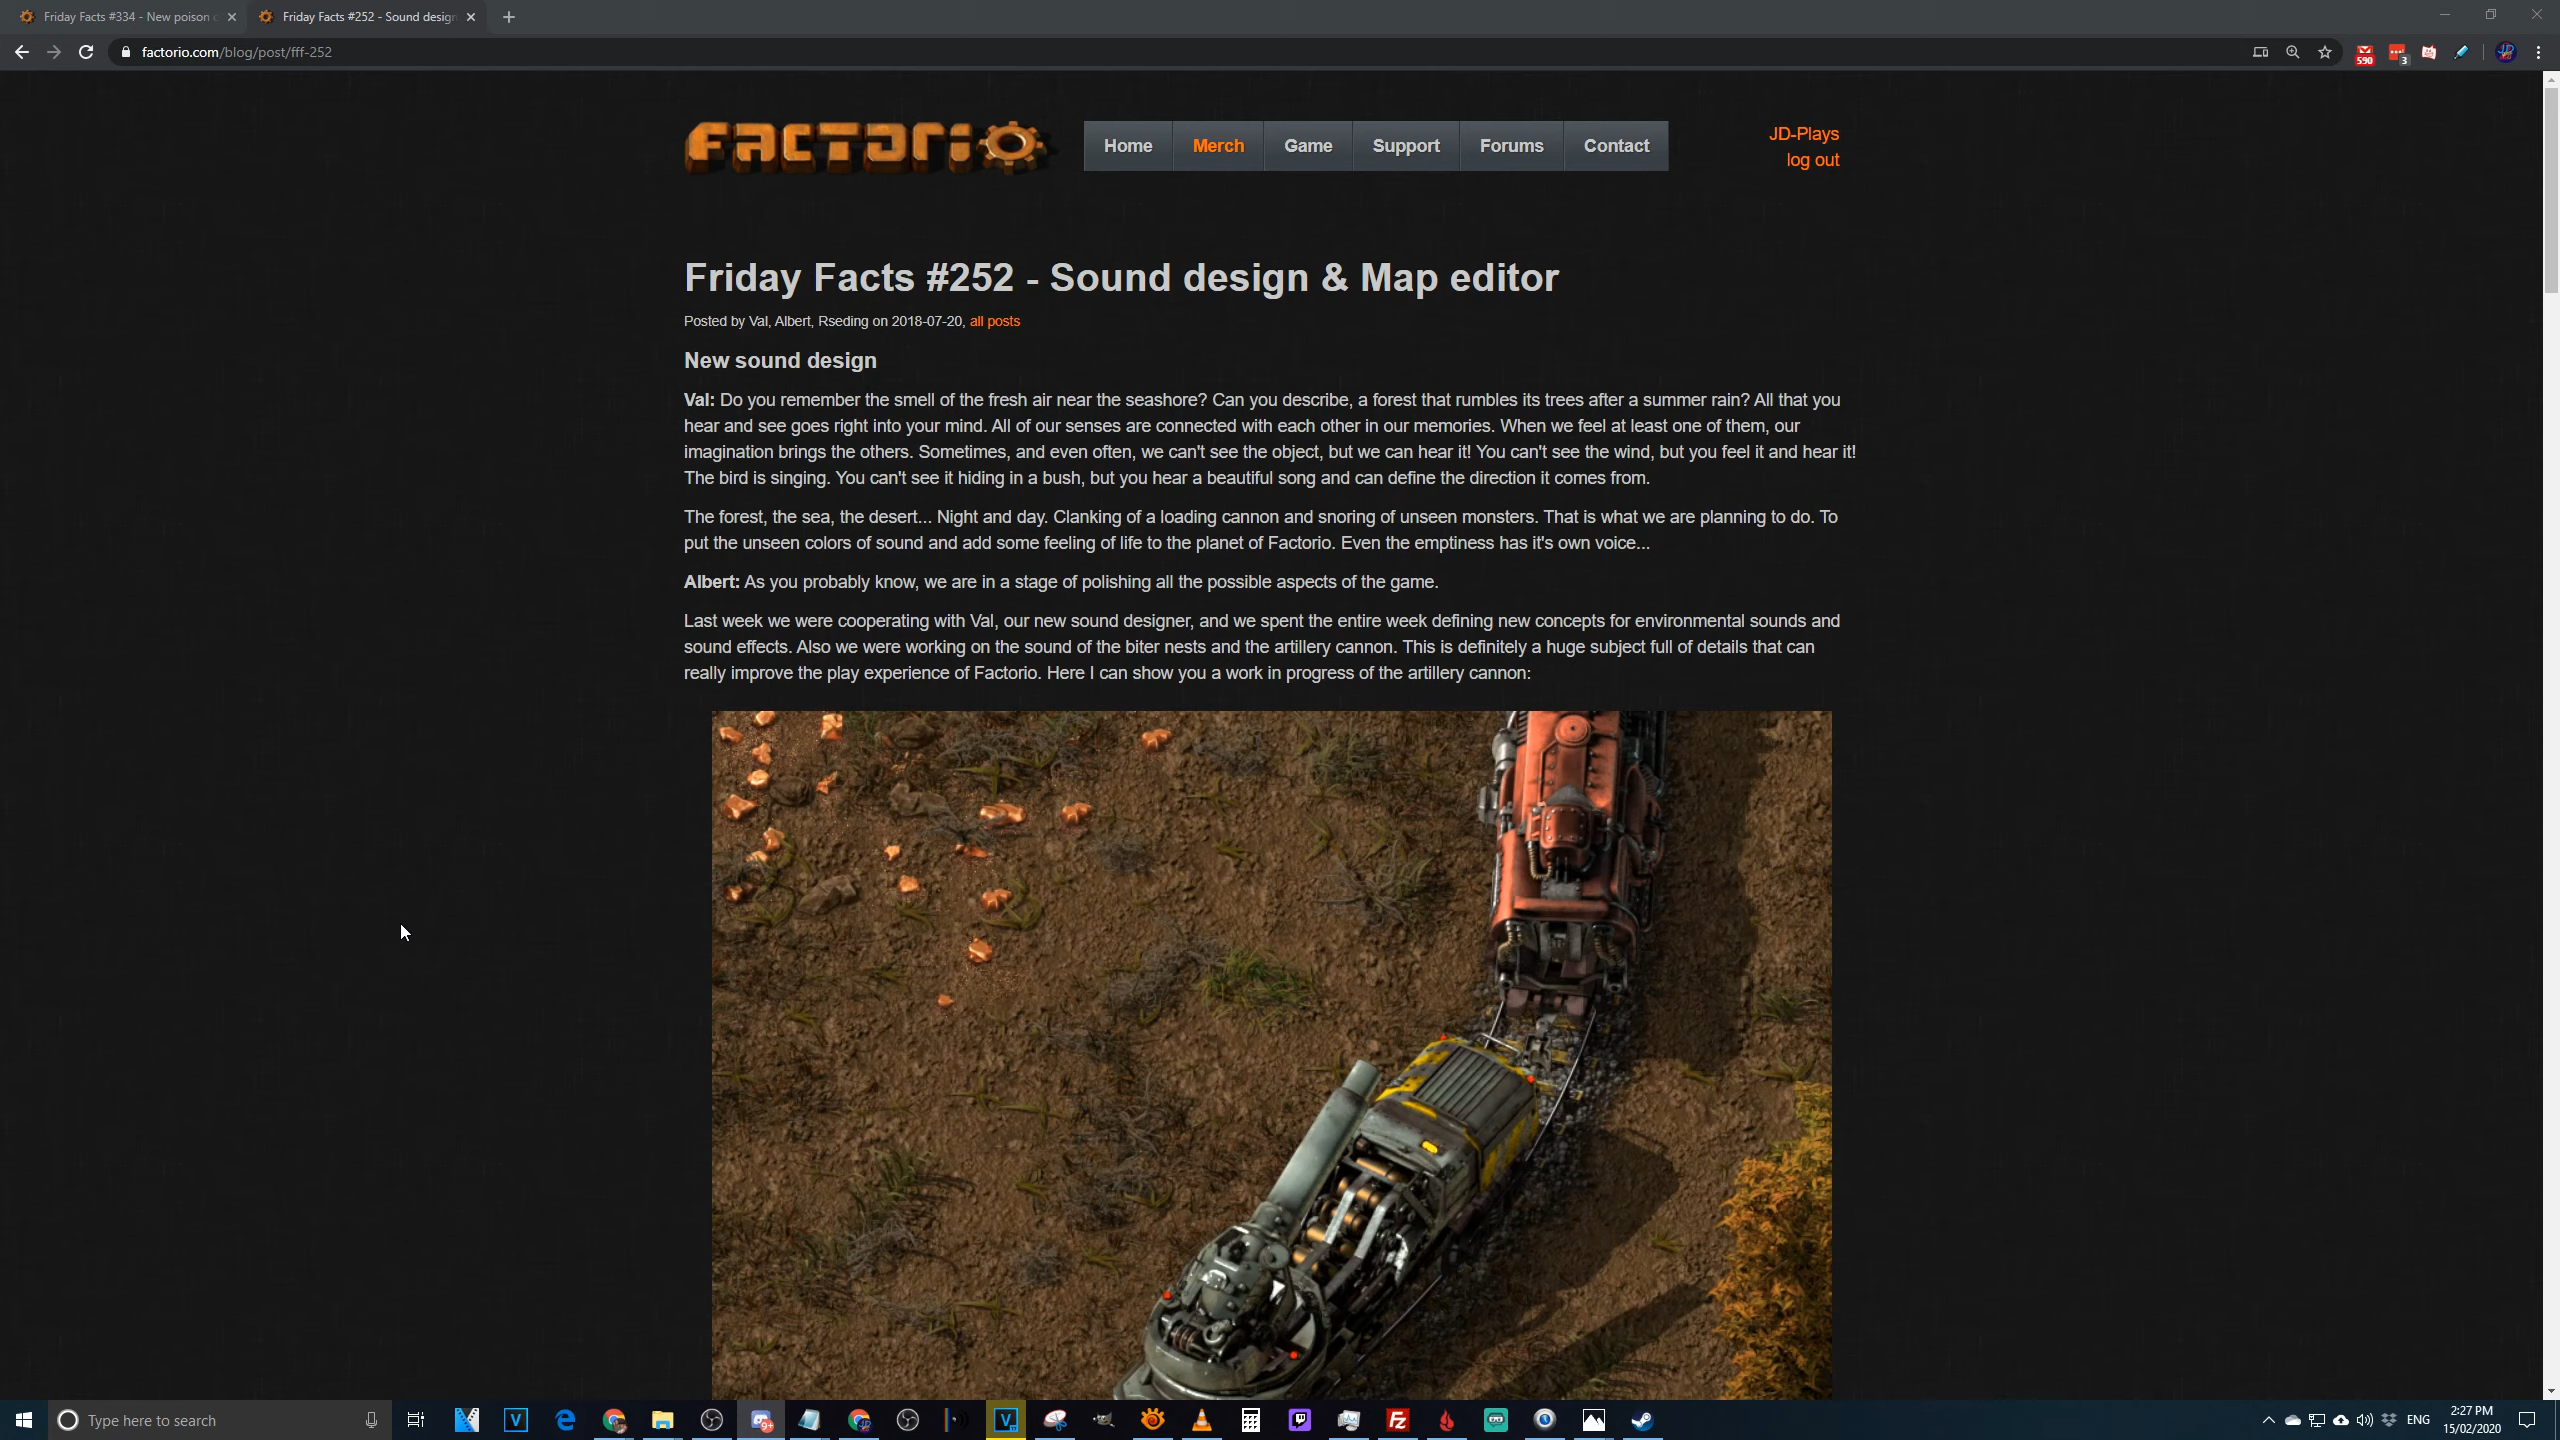 Friday Facts #334 - New poison c
Friday Facts #252 - Sound design
factorio.com/blog/post/fff-252
590
3
FACTORIO
Home
Merch
Game
Support
Forums
Contact
JD-Plays
log out
Friday Facts #252 - Sound design & Map editor
Posted by Val, Albert, Rseding on 2018-07-20, all posts
New sound design
Val: Do you remember the smell of the fresh air near the seashore? Can you describe, a forest that rumbles its trees after a summer rain? All that you
hear and see goes right into your mind. All of our senses are connected with each other in our memories. When we feel at least one of them, our
imagination brings the others. Sometimes, and even often, we can't see the object, but we can hear it! You can't see the wind, but you feel it and hear it!
The bird is singing. You can't see it hiding in a bush, but you hear a beautiful song and can define the direction it comes from.
The forest, the sea, the desert... Night and day. Clanking of a loading cannon and snoring of unseen monsters. That is what we are planning to do. To
put the unseen colors of sound and add some feeling of life to the planet of Factorio. Even the emptiness has it's own voice...
Albert: As you probably know, we are in a stage of polishing all the possible aspects of the game.
Last week we were cooperating with Val, our new sound designer, and we spent the entire week defining new concepts for environmental sounds and
sound effects. Also we were working on the sound of the biter nests and the artillery cannon. This is definitely a huge subject full of details that can
really improve the play experience of Factorio. Here I can show you a work in progress of the artillery cannon:
Type here to search
9+
ENG
2:27 PM
15/02/2020